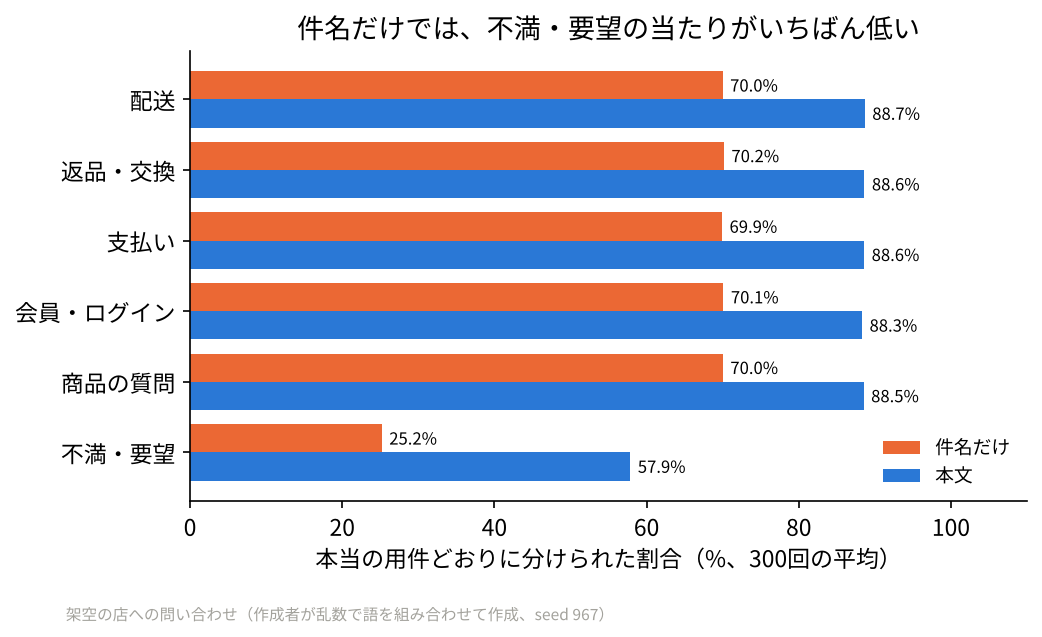 件名だけでは、不満・要望の当たりがいちばん低い
配送
70.0%
88.7%
返品・交換
70.2%
88.6%
支払い
69.9%
88.6%
会員・ログイン
70.1%
88.3%
商品の質問
70.0%
88.5%
不満・要望
25.2%
57.9%
件名だけ
本文
0 20 40 60 80 100
本当の用件どおりに分けられた割合（%、300回の平均）
架空の店への問い合わせ（作成者が乱数で語を組み合わせて作成、seed 967）